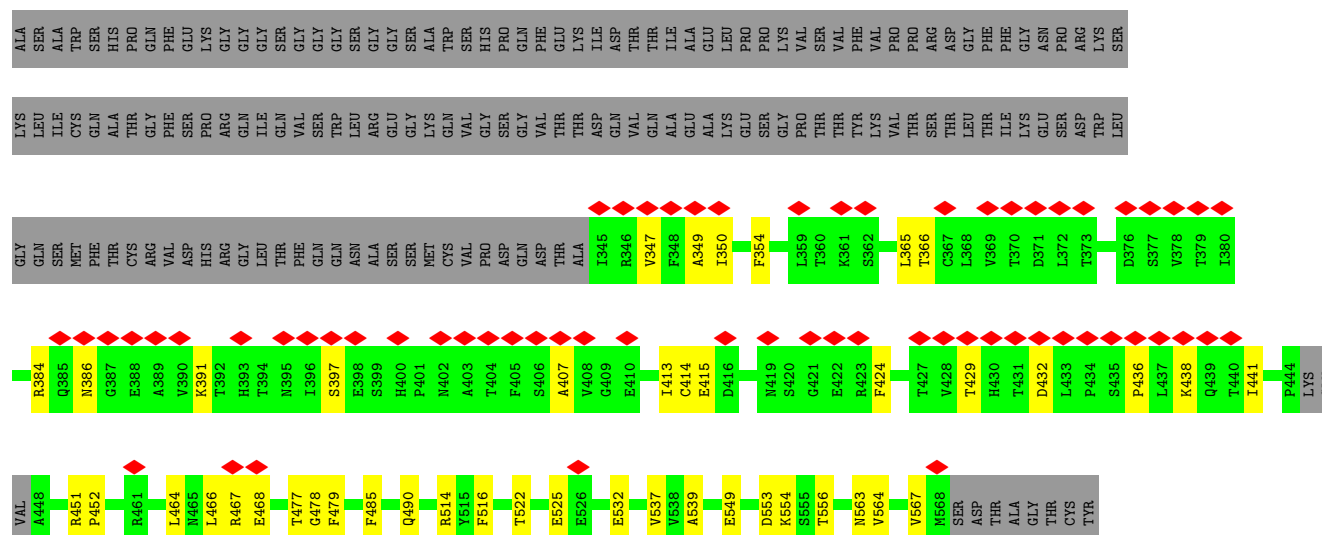 ALA SER ALA TRP SER HIS PRO GLN PHE GLU LYS GLY GLY GLY SER GLY GLY GLY SER GLY GLY SER ALA TRP SER HIS PRO GLN PHE GLU LYS ILE ASP THR THR ILE ALA GLU LEU PRO PRO LYS VAL SER VAL PHE VAL PRO PRO ARG ASP GLY PHE PHE GLY ASN PRO ARG LYS SER
LYS LEU ILE CYS GLN ALA THR GLY PHE SER PRO ARG GLN ILE GLN VAL SER TRP LEU ARG GLU GLY LYS GLN VAL GLY SER GLY VAL THR THR ASP GLN VAL GLN ALA GLU ALA LYS GLU SER GLY PRO THR THR TYR LYS VAL THR SER THR LEU THR ILE LYS GLU SER ASP TRP LEU
GLY GLN SER MET PHE THR CYS ARG VAL ASP HIS ARG GLY LEU THR PHE GLN GLN ASN ALA SER SER MET CYS VAL PRO ASP GLN ASP THR ALA I345 R346 V347 F348 A349 I350 F354 L359 T360 K361 S362 L365 T366 C367 L368 V369 T370 D371 L372 T373 D376 S377 V378 T379 I380
R384 Q385 N386 G387 E388 A389 V390 K391 T392 H393 T394 N395 I396 S397 E398 S399 H400 P401 N402 A403 T404 F405 S406 A407 V408 G409 E410 I413 C414 E415 D416 N419 S420 G421 E422 R423 F424 T427 V428 T429 H430 T431 D432 L433 P434 S435 P436 L437 K438 Q439 T440 I441 P444 LYS
VAL A448 R451 P452 R461 L464 N465 L466 R467 E468 T477 G478 F479 F485 Q490 R514 Y515 F516 T522 E525 E526 E532 V537 V538 A539 E549 D553 K554 S555 T556 N563 V564 V567 M568 SER ASP THR ALA GLY THR CYS TYR